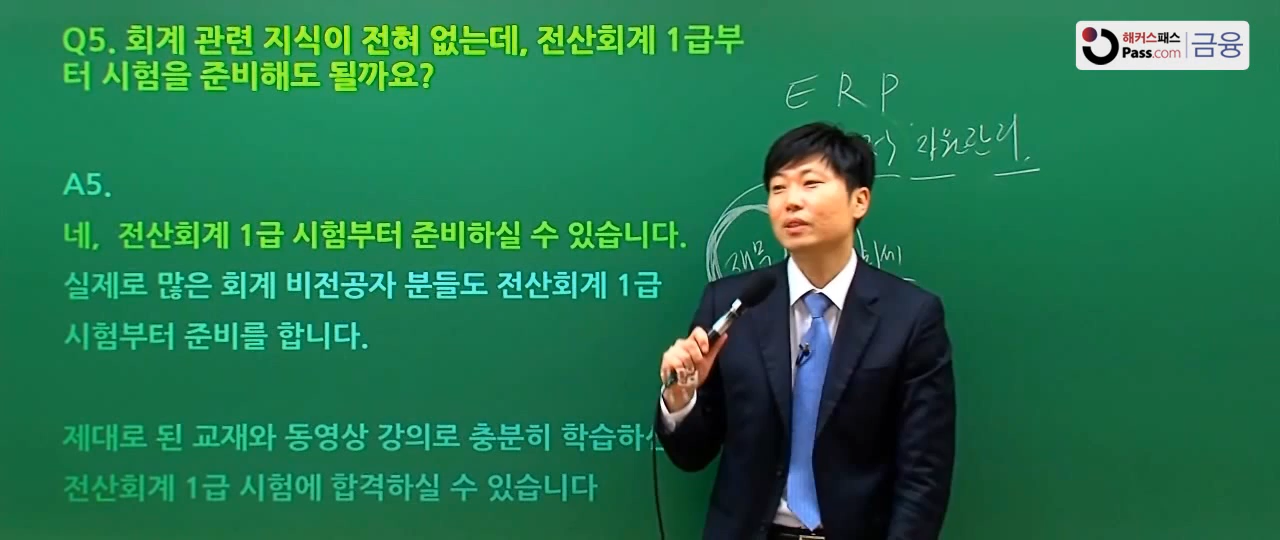 Q5. 회계 관련 지식이 전혀 없는데, 전산회계 1급부
터 시험을 준비해도 될까요?
해커스패스
Pass.com
금융
E R P
자원관리
A5.
네, 전산회계 1급 시험부터 준비하실 수 있습니다.
실제로 많은 회계 비전공자 분들도 전산회계 1급
시험부터 준비를 합니다.
재무
제대로 된 교재와 동영상 강의로 충분히 학습하
전산회계 1급 시험에 합격하실 수 있습니다